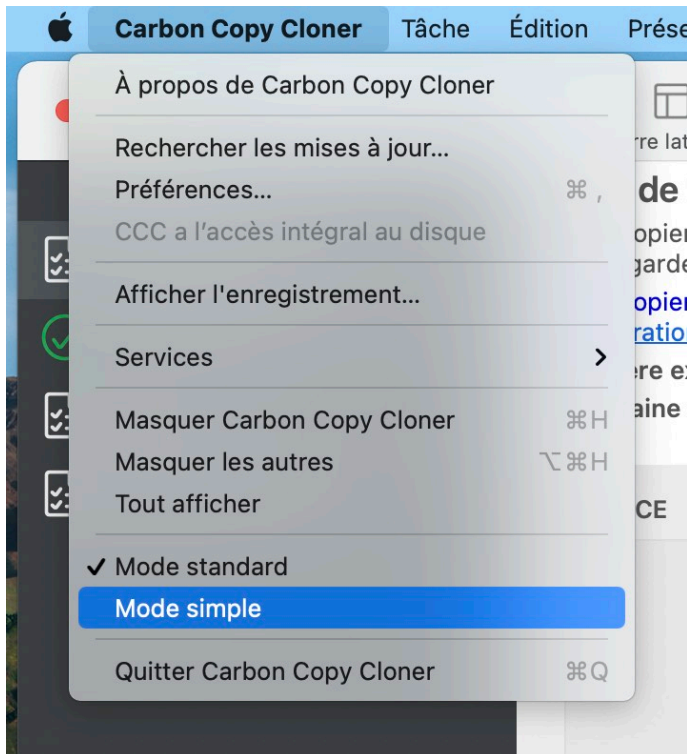 Carbon Copy Cloner Tâche Édition
À propos de Carbon Copy Cloner
Rechercher les mises à jour...
Préférences... ⌘ ,
de
CCC a l’accès intégral au disque
Afficher l'enregistrement...
Services
Masquer Carbon Copy Cloner ⌘H
Masquer les autres ⌥⌘H
Tout afficher
CE
Mode standard
Mode simple
Quitter Carbon Copy Cloner ⌘Q